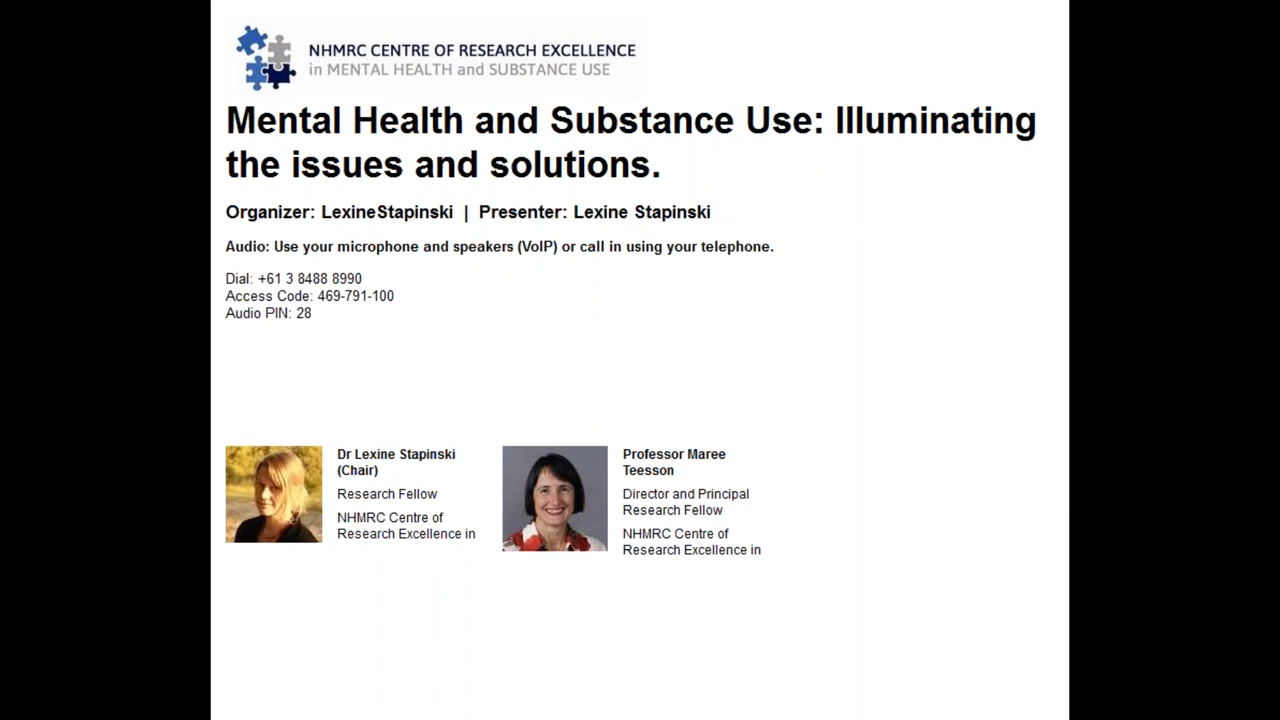 NHMRC CENTRE OF RESEARCH EXCELLENCE
in MENTAL HEALTH and SUBSTANCE USE
Mental Health and Substance Use: Illuminating
the issues and solutions.
Organizer: LexineStapinski | Presenter: Lexine Stapinski
Audio: Use your microphone and speakers (VoIP) or call in using your telephone.
Dial: +61 3 8488 8990
Access Code: 469-791-100
Audio PIN: 28
Dr Lexine Stapinski
(Chair)
Research Fellow
NHMRC Centre of
Research Excellence in
Professor Maree
Teesson
Director and Principal
Research Fellow
NHMRC Centre of
Research Excellence in